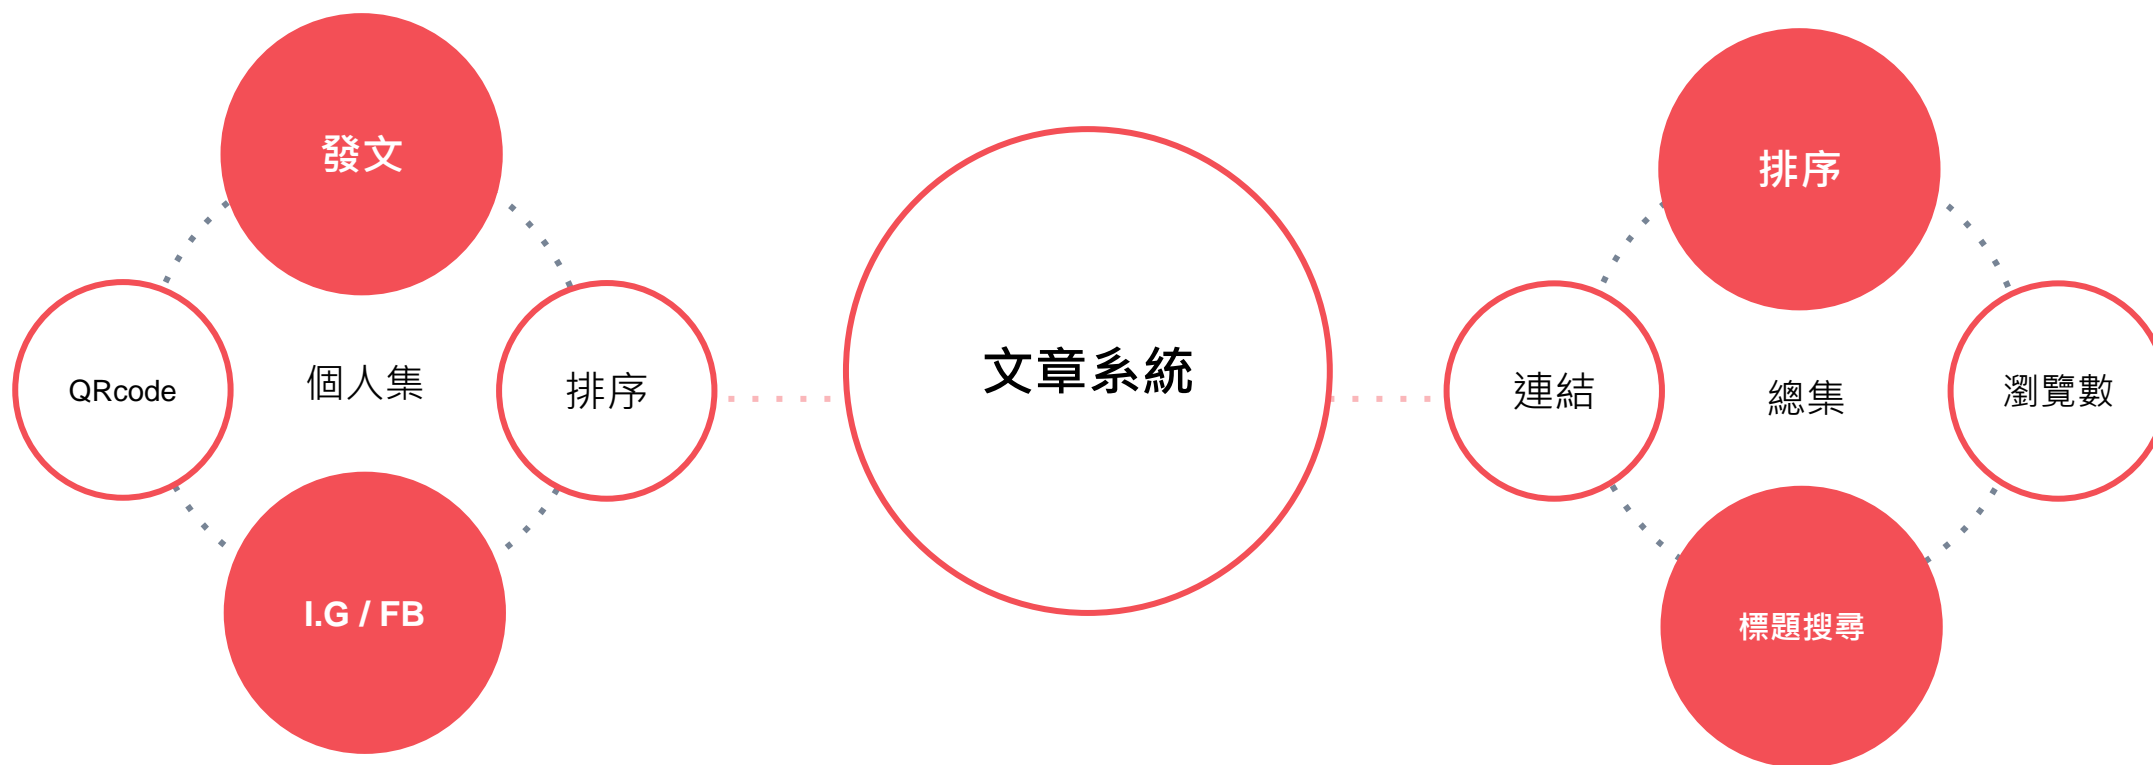 發文
QRcode
個人集
排序
I.G / FB
文章系統
排序
連結
總集
瀏覽數
標題搜尋